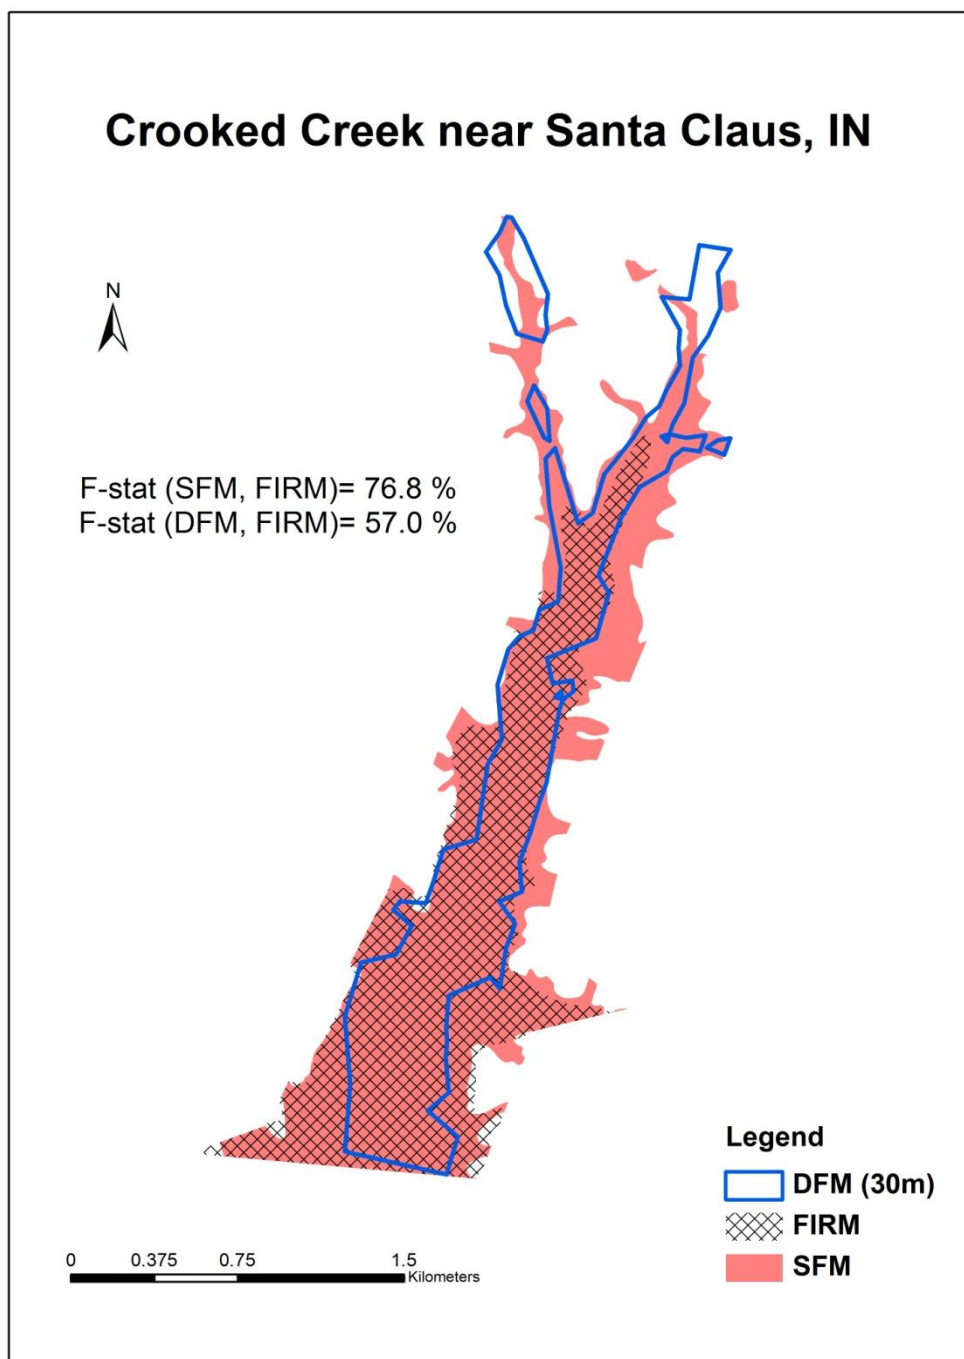 Crooked Creek near Santa Claus, IN
N
F-stat (SFM, FIRM)= 76.8 %
F-stat (DFM, FIRM)= 57.0 %
Legend
DFM (30m)
FIRM
SFM
0 0.375 0.75 1.5
Kilometers